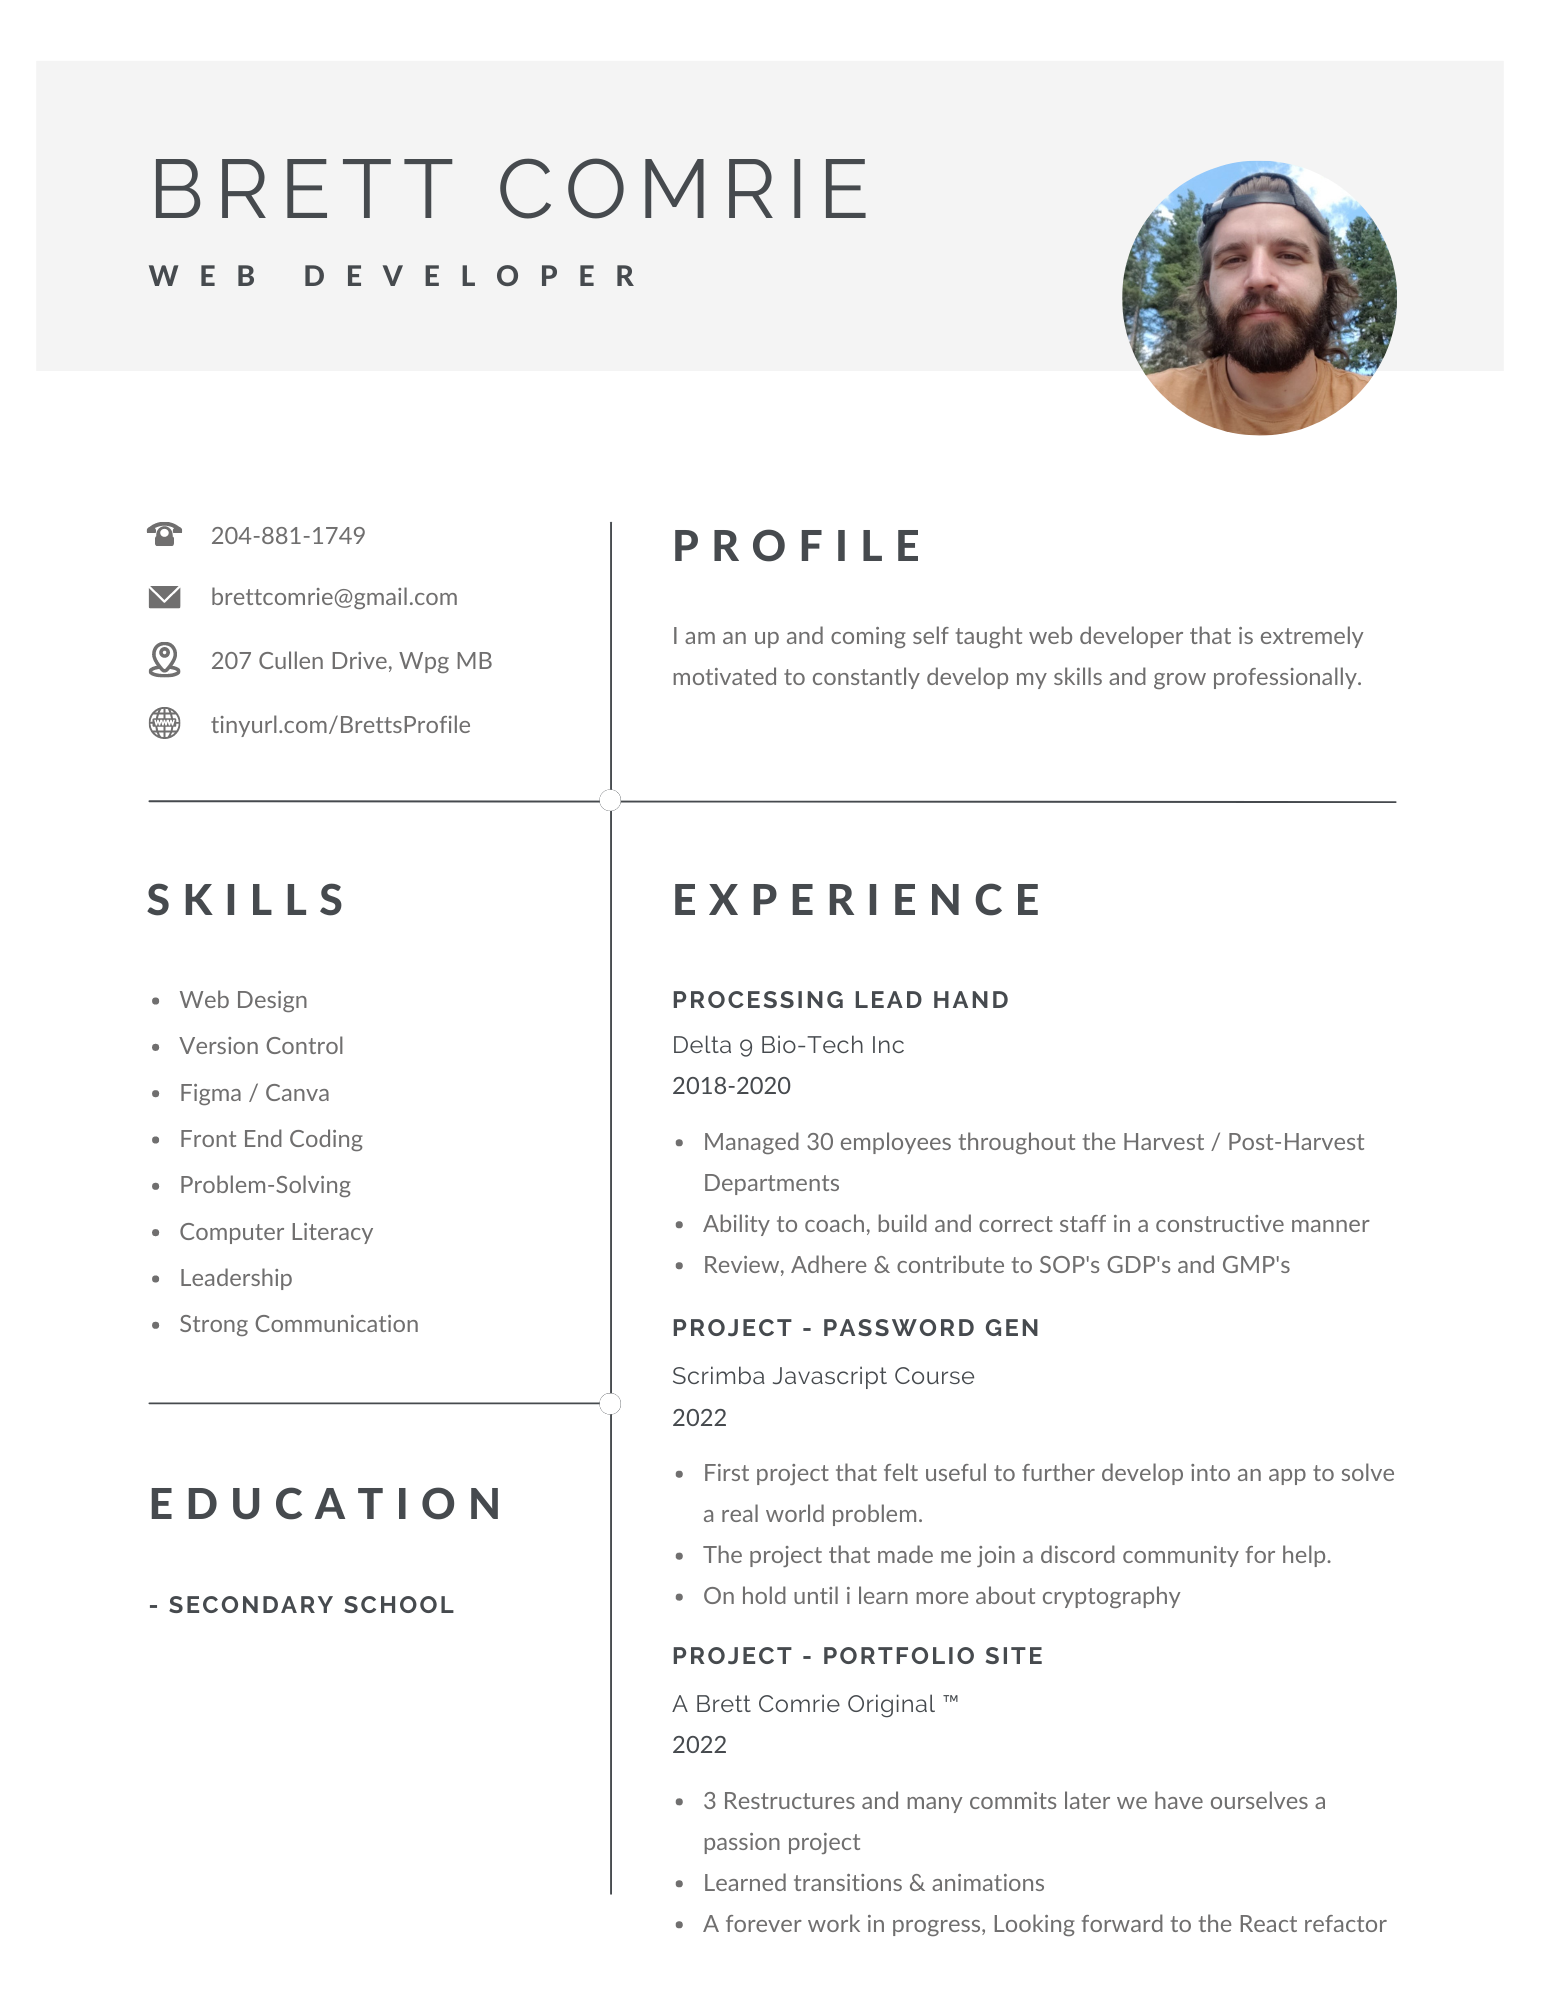 BRETT COMRIE
WEB DEVELOPER
204-881-1749
brettcomrie@gmail.com
207 Cullen Drive, Wpg MB
tinyurl.com/BrettsProfile
PROFILE
I am an up and coming self taught web developer that is extremely
motivated to constantly develop my skills and grow professionally.
SKILLS
• Web Design
• Version Control
• Figma / Canva
• Front End Coding
• Problem-Solving
• Computer Literacy
• Leadership
• Strong Communication
EDUCATION
- SECONDARY SCHOOL
EXPERIENCE
PROCESSING LEAD HAND
Delta 9 Bio-Tech Inc
2018-2020
• Managed 30 employees throughout the Harvest / Post-Harvest
Departments
• Ability to coach, build and correct staff in a constructive manner
• Review, Adhere & contribute to SOP's GDP's and GMP's
PROJECT - PASSWORD GEN
Scrimba Javascript Course
2022
• First project that felt useful to further develop into an app to solve
a real world problem.
• The project that made me join a discord community for help.
• On hold until i learn more about cryptography
PROJECT - PORTFOLIO SITE
A Brett Comrie Original ™
2022
• 3 Restructures and many commits later we have ourselves a
passion project
• Learned transitions & animations
• A forever work in progress, Looking forward to the React refactor